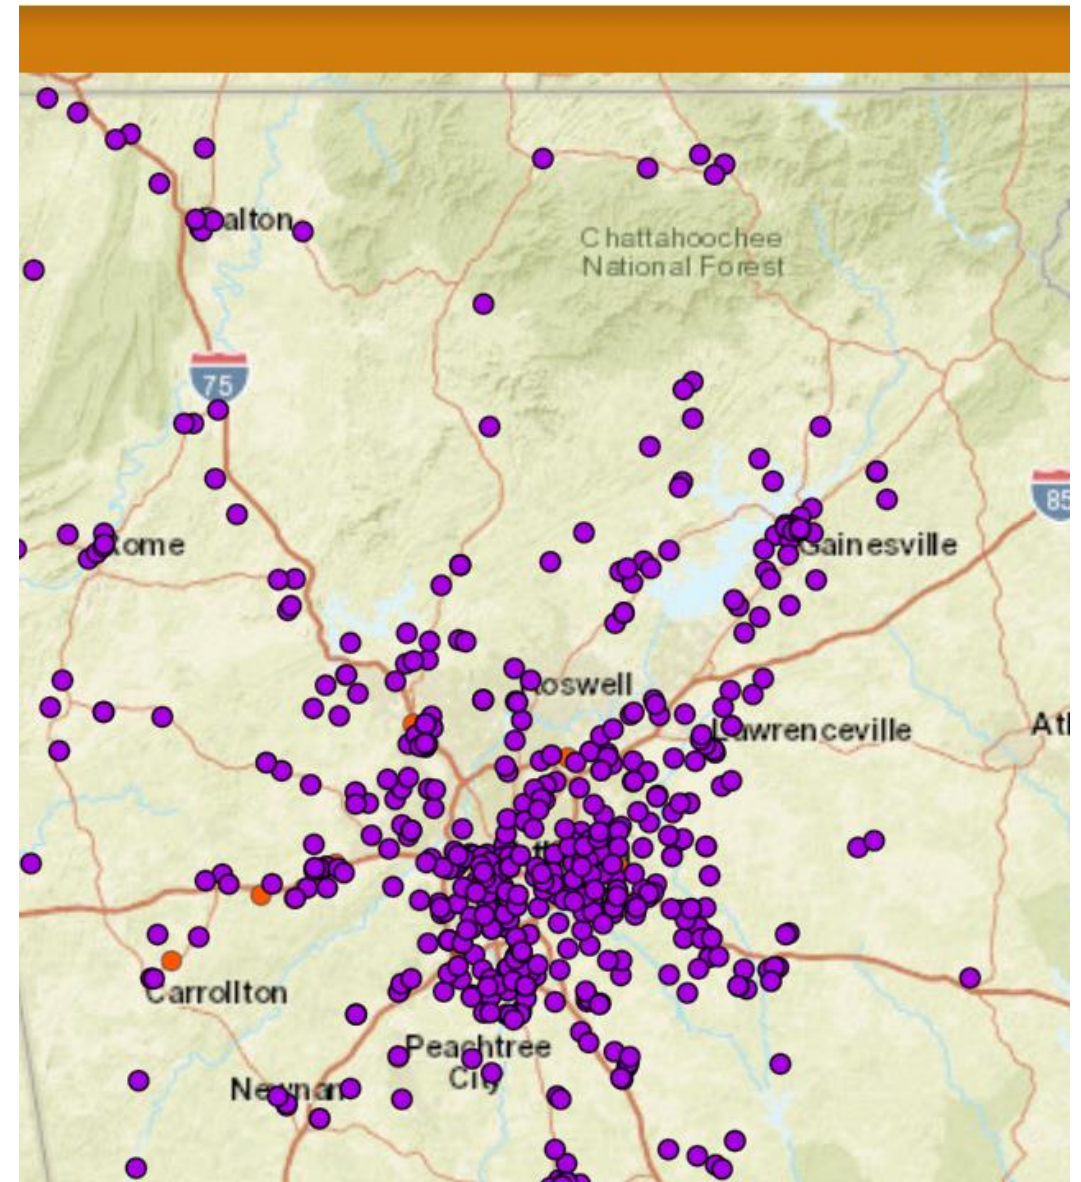 Dalton
Chattahoochee
National Forest
75
85
Rome
Gainesville
Roswell
Lawrenceville
Carrollton
Peachtree
City
Newnan